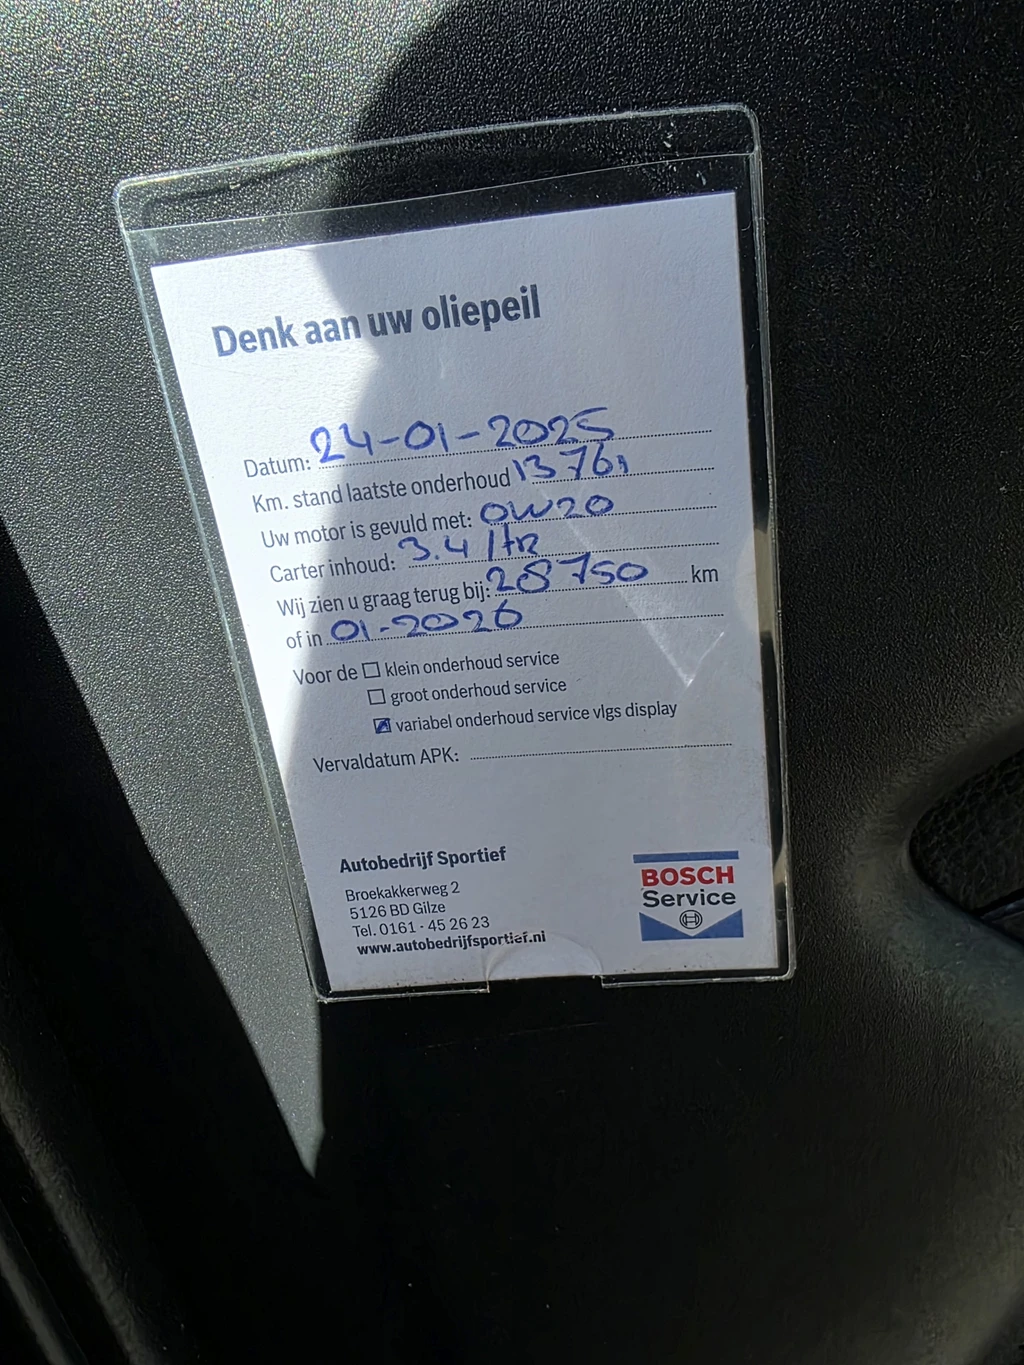 Denk aan uw oliepeil
Datum: 24-01-2025
Km. stand laatste onderhoud 13761
Uw motor is gevuld met: 0W20
Carter inhoud: 3.4 ltr
Wij zien u graag terug bij: 28750 km
of in 01-2026
Voor de ☐ klein onderhoud service
☐ groot onderhoud service
☑ variabel onderhoud service vlgs display
Vervaldatum APK:
Autobedrijf Sportief
Broekakkerweg 2
5126 BD Gilze
Tel. 0161 - 45 26 23
www.autobedrijfsportief.nl
BOSCH
Service